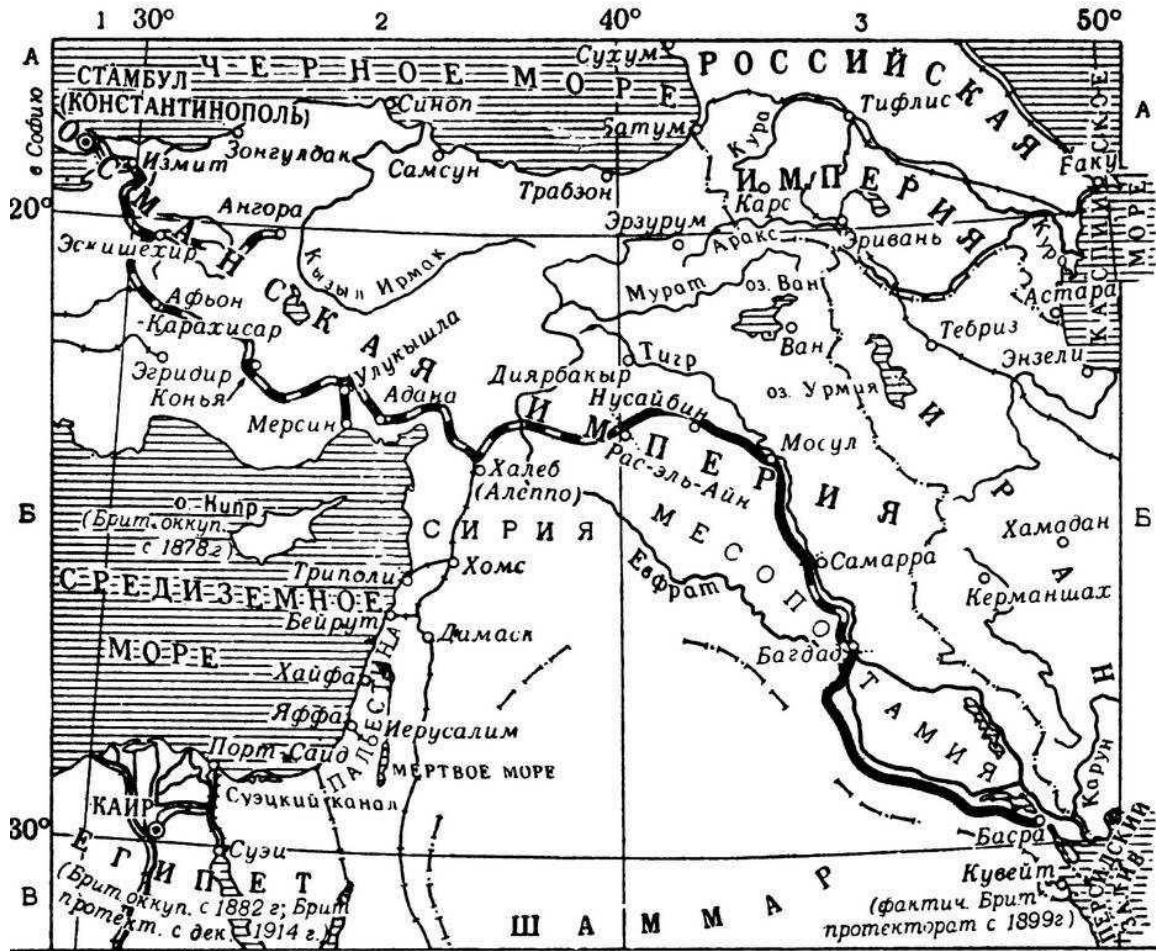 1 30° 2 40° 3 50°
А
А
в Софию
СТАМБУЛ
(КОНСТАНТИНОПОЛЬ)
ЧЕРНОЕ МОРЕ
Сухум
РОССИЙСКАЯ
ИМПЕРИЯ
Синоп
Тифлис
Батум
Кура
Баку
КАСПИЙСКОЕ
МОРЕ
Измит
Зонгулдак
Самсун
Трабзон
Карс
20°
Ангора
Эрзурум
Аракс
Эривань
Кура
Эскишехир
ОСМАНСКАЯ
ИМПЕРИЯ
Кызыл Ирмак
Мурат
оз. Ван
Астара
Афьон
-Карахисар
Ван
Тебриз
Энзели
Улукышла
Тигр
Эгридир
Конья
Адана
Диярбакыр
Нусайбин
оз. Урмия
ИРАН
Мерсин
Мосул
Рас-эль-Айн
Халеб
(Алеппо)
Б
Б
о. Кипр
(Брит. оккуп.
с 1878г)
СИРИЯ
МЕСОПОТАМИЯ
Хамадан
Хомс
Евфрат
Самарра
Триполи
Керманшах
СРЕДИЗЕМНОЕ
МОРЕ
Бейрут
Дамаск
Багдад
Хайфа
ПАЛЬЕСТИНА
Яффа
Иерусалим
Порт-Саид
МЕРТВОЕ МОРЕ
Карун
Суэцкий канал
КАИР
30°
Басра
Суэц
ЕГИПЕТ
(Брит. оккуп. с 1882 г; Брит
протект. с дек. 1914 г.)
Кувейт
(фактич. Брит.
протекторат с 1899г)
ПЕРСИДСКИЙ
ЗАЛИВ
В
В
ШАММАР